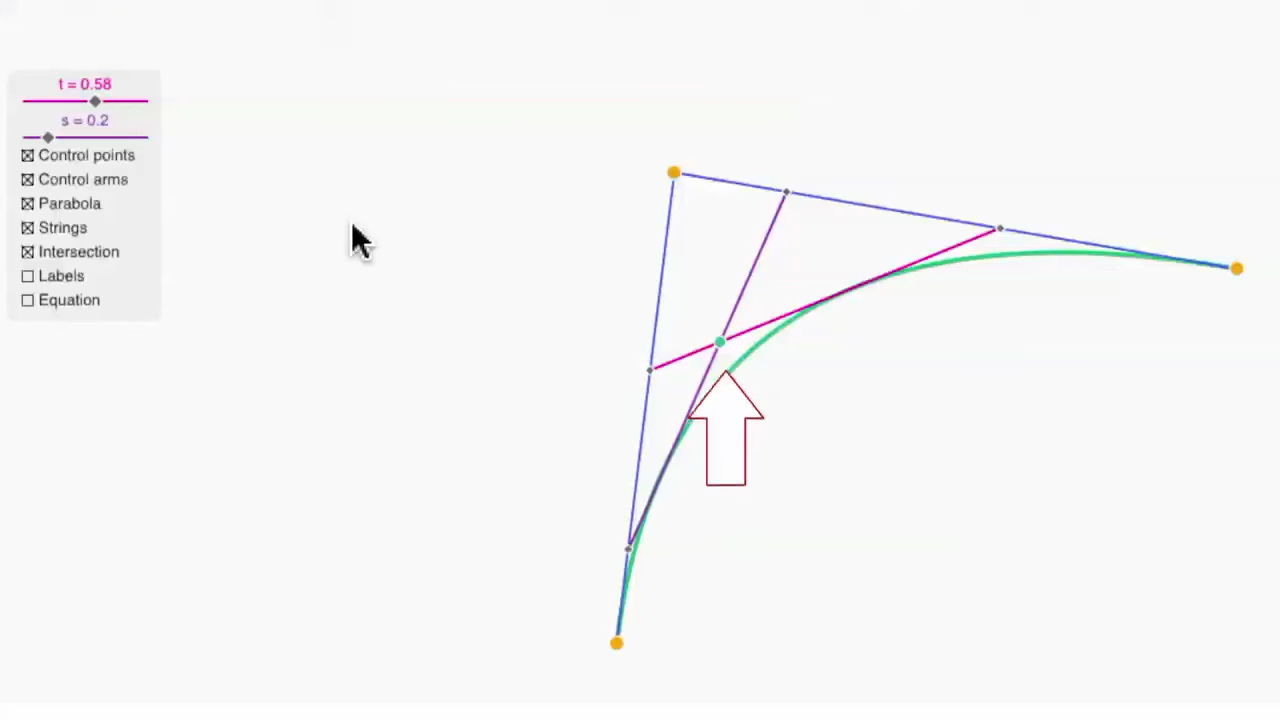 t = 0.58
s = 0.2
Control points
Control arms
Parabola
Strings
Intersection
Labels
Equation